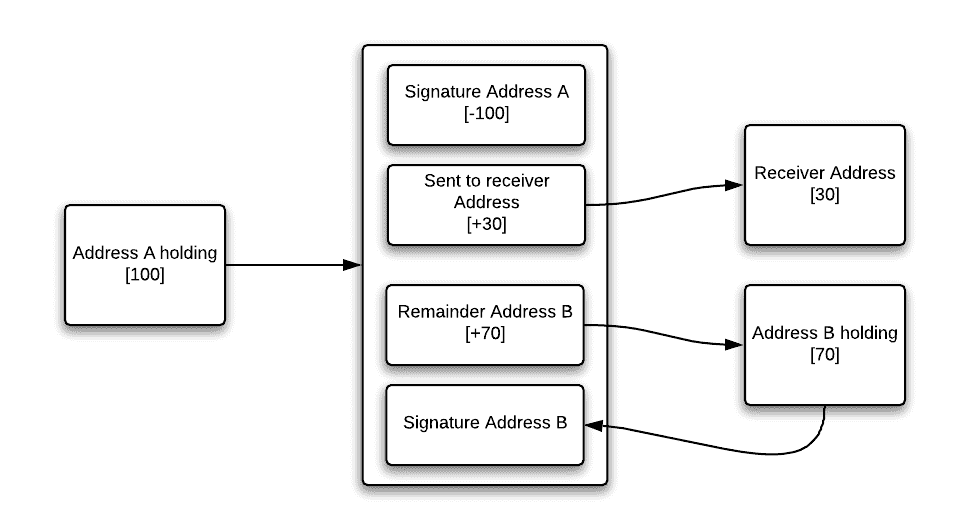 Address A holding
[100]
Signature Address A
[-100]
Sent to receiver
Address
[+30]
Remainder Address B
[+70]
Signature Address B
Receiver Address
[30]
Address B holding
[70]